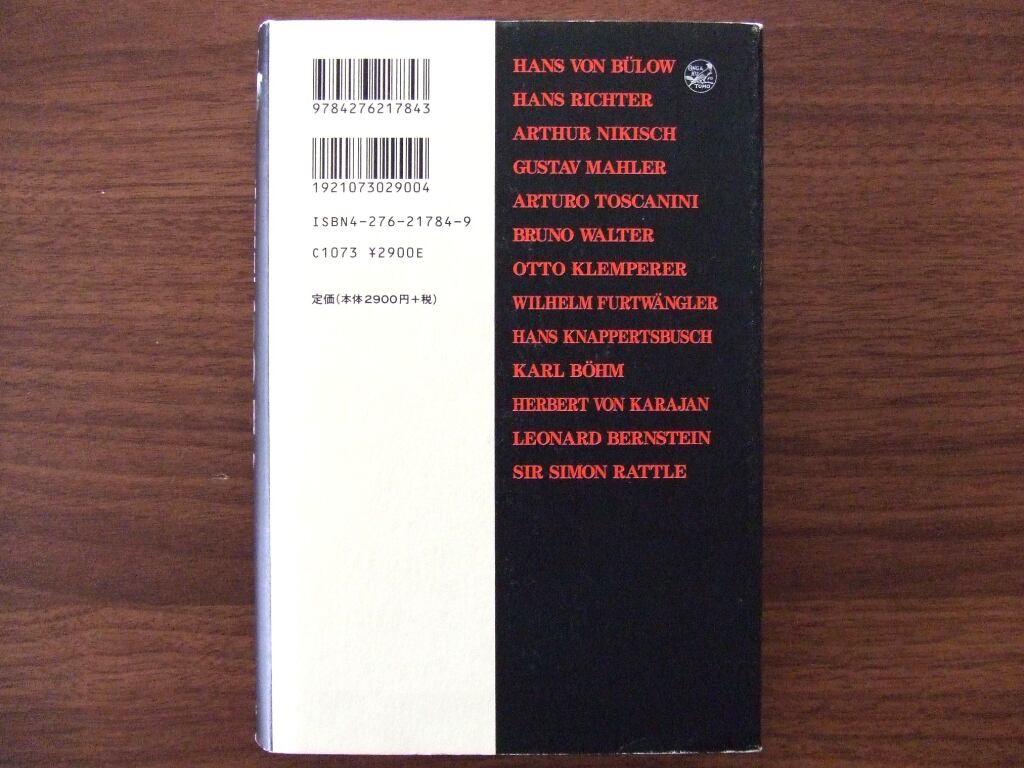 9784276217843
1921073029004
ISBN4-276-21784-9
C1073 ¥2900E
定価(本体2900円+税)
HANS VON BÜLOW
HANS RICHTER
ARTHUR NIKISCH
GUSTAV MAHLER
ARTURO TOSCANINI
BRUNO WALTER
OTTO KLEMPERER
WILHELM FURTWÄNGLER
HANS KNAPPERTSBUSCH
KARL BÖHM
HERBERT VON KARAJAN
LEONARD BERNSTEIN
SIR SIMON RATTLE
TOMO